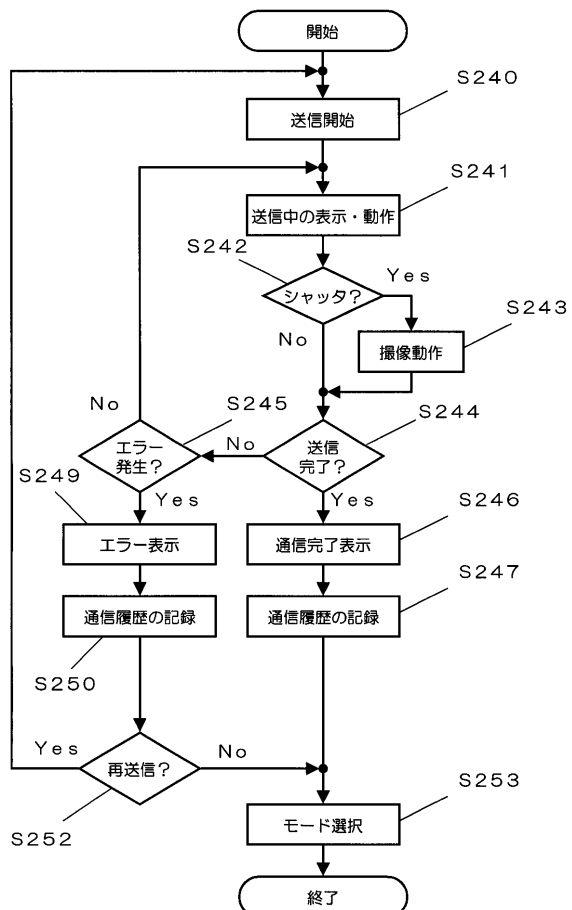 開始
S240
送信開始
S241
送信中の表示・動作
S242
シャッタ?
Yes
S243
撮像動作
No
No
S245
S244
エラー
発生?
No
送信
完了?
S249
Yes
Yes
S246
エラー表示
通信完了表示
S247
通信履歴の記録
通信履歴の記録
S250
Yes
再送信?
No
S252
S253
モード選択
終了